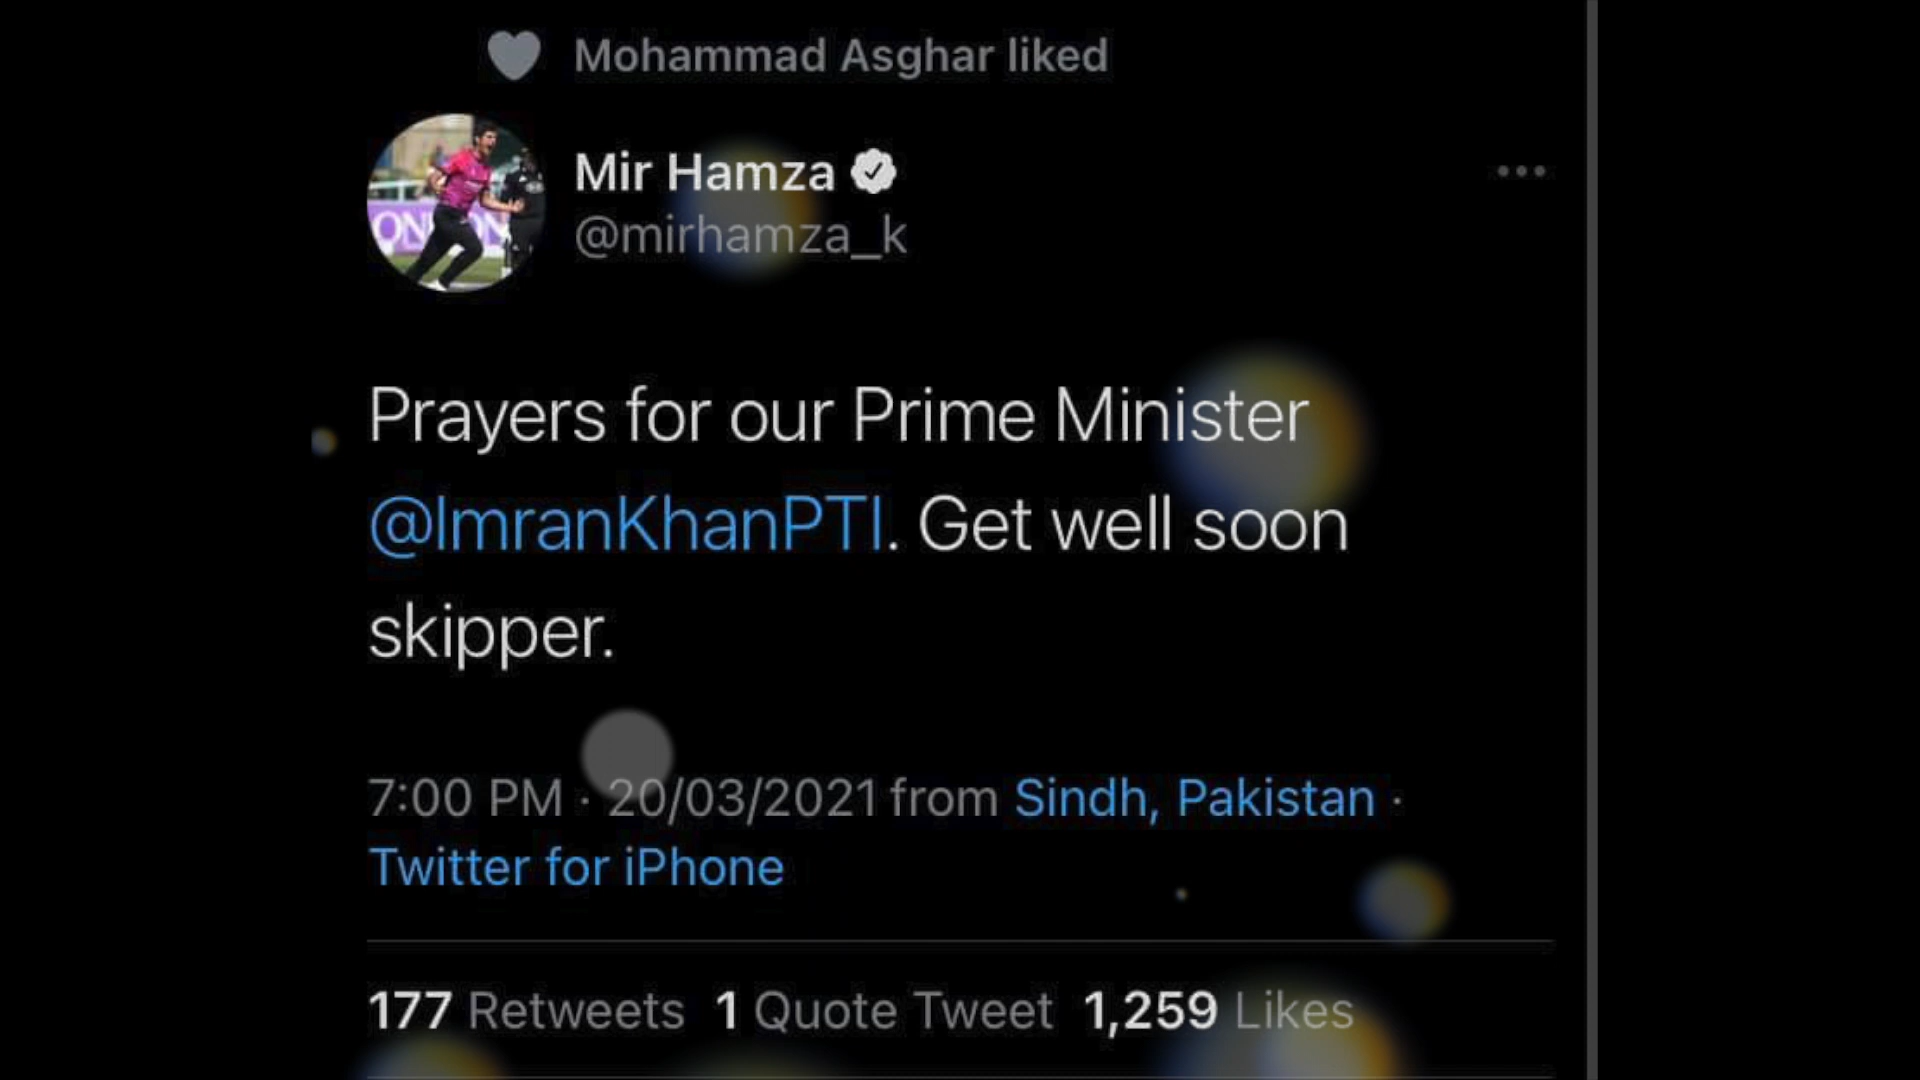 Mohammad Asghar liked
Mir Hamza
@mirhamza_k
Prayers for our Prime Minister
@ImranKhanPTI. Get well soon
skipper.
7:00 PM · 20/03/2021 from Sindh, Pakistan ·
Twitter for iPhone
177 Retweets 1 Quote Tweet 1,259 Likes